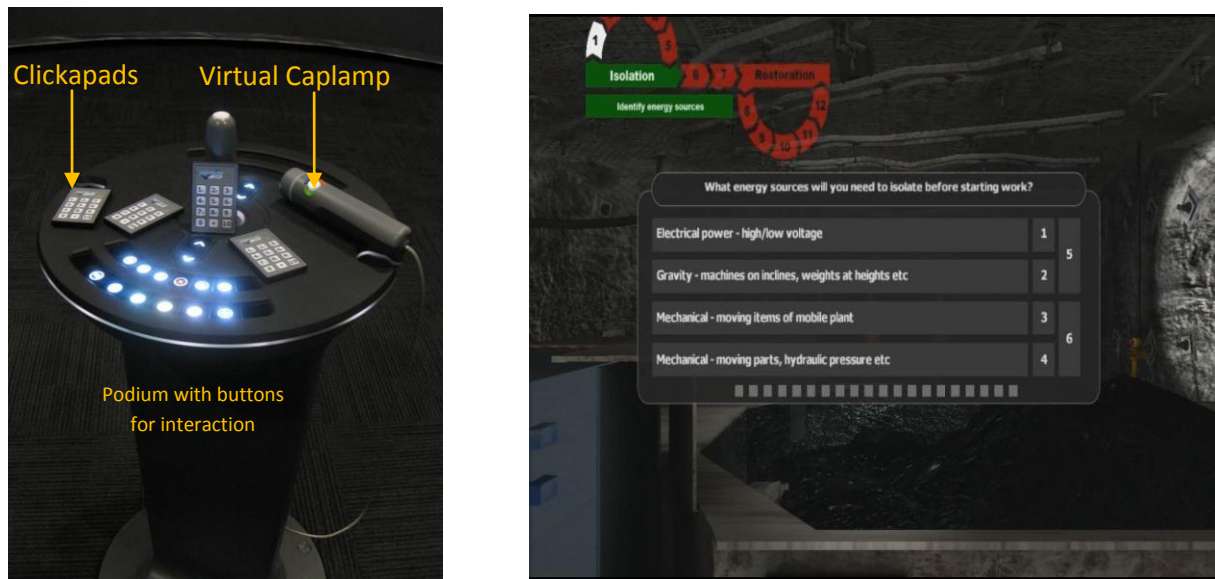 Clickapads
Virtual Caplamp
Podium with buttons
for interaction
1
5
Isolation
6
7
Restoration
Identify energy sources
8
12
9
10
11
What energy sources will you need to isolate before starting work?
Electrical power - high/low voltage
1
5
Gravity - machines on inclines, weights at heights etc
2
Mechanical - moving items of mobile plant
3
6
Mechanical - moving parts, hydraulic pressure etc
4